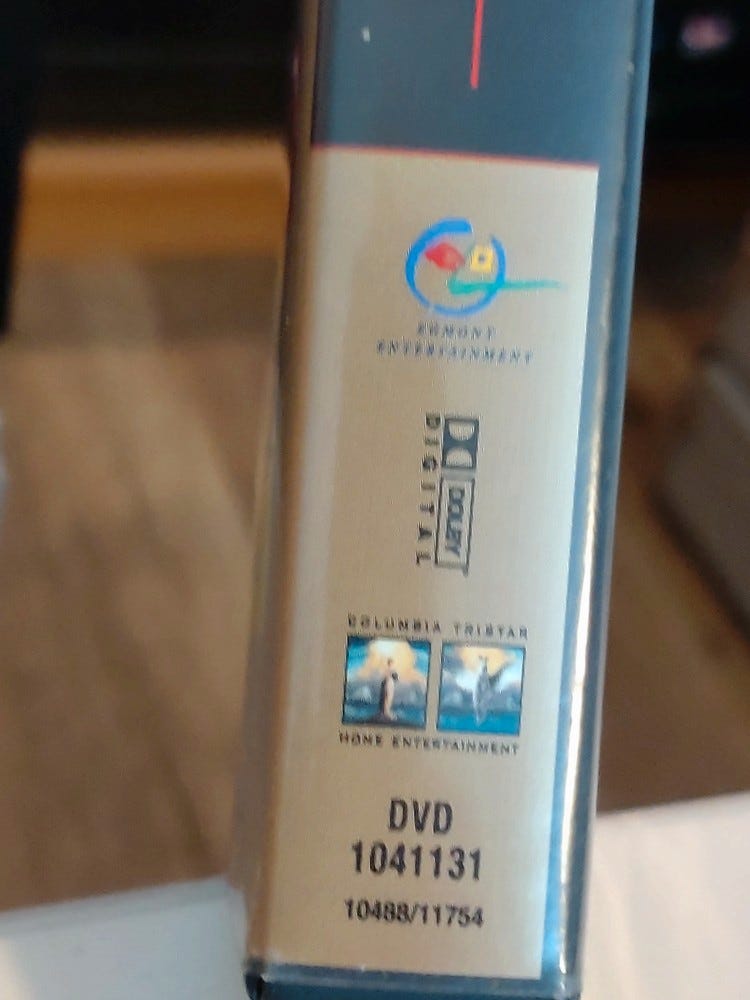 EGMONT
ENTERTAINMENT
DOLBY
DIGITAL
COLUMBIA TRISTAR
HOME ENTERTAINMENT
DVD
1041131
10488/11754